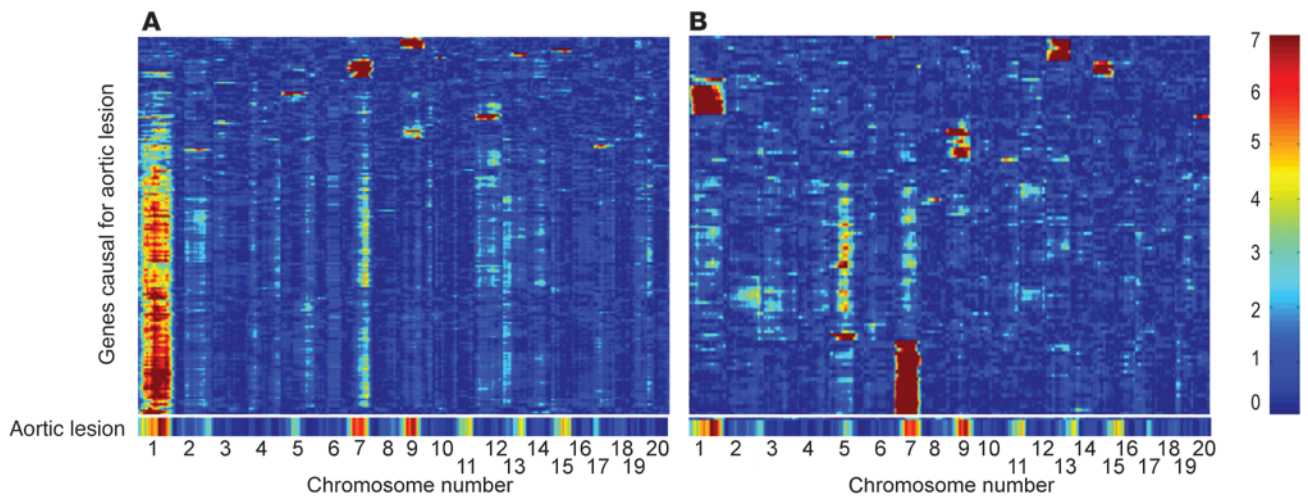 A
B
Genes causal for aortic lesion
7
6
5
4
3
2
1
0
Aortic lesion
1 2 3 4 5 6 7 8 9 10 11 12 13 14 15 16 17 18 19 20
Chromosome number
1 2 3 4 5 6 7 8 9 10 11 12 13 14 15 16 17 18 19 20
Chromosome number